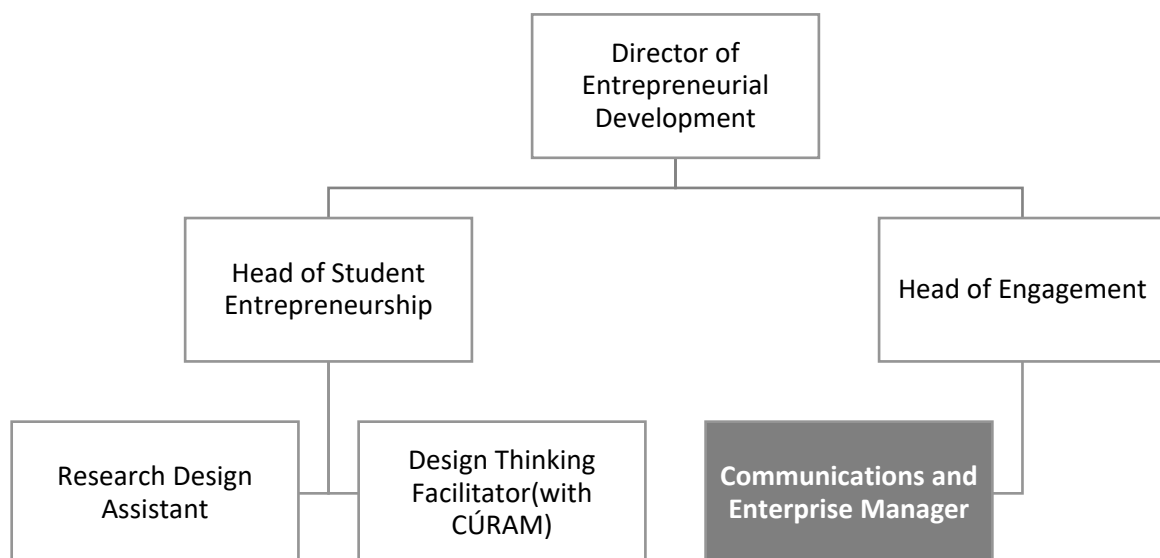 Director of
Entrepreneurial
Development
Head of Student
Entrepreneurship
Head of Engagement
Research Design
Assistant
Design Thinking
Facilitator(with
CÚRAM)
Communications and
Enterprise Manager